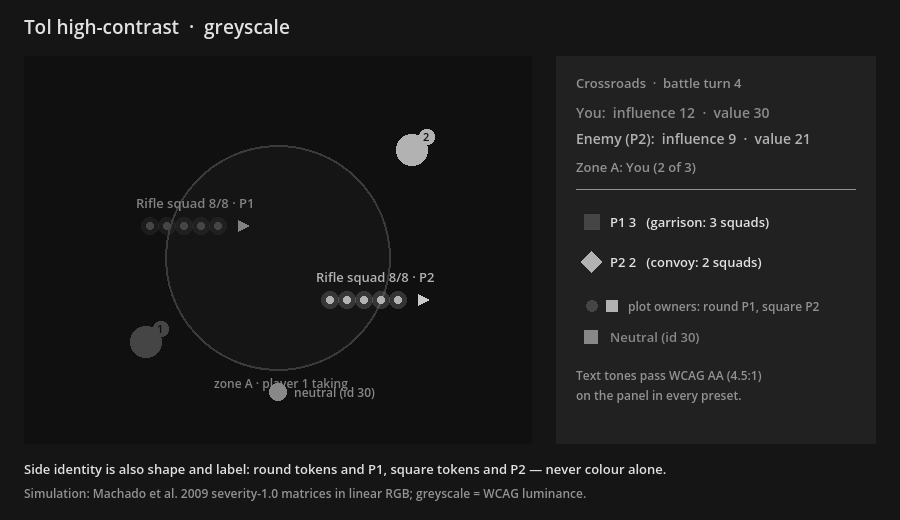 Tol high-contrast · greyscale
2
Rifle squad 8/8 · P1
Rifle squad 8/8 · P2
1
zone A · player 1 taking
neutral (id 30)
Crossroads · battle turn 4
You: influence 12 · value 30
Enemy (P2): influence 9 · value 21
Zone A: You (2 of 3)
P1 3 (garrison: 3 squads)
P2 2 (convoy: 2 squads)
plot owners: round P1, square P2
Neutral (id 30)
Text tones pass WCAG AA (4.5:1)
on the panel in every preset.
Side identity is also shape and label: round tokens and P1, square tokens and P2 — never colour alone.
Simulation: Machado et al. 2009 severity-1.0 matrices in linear RGB; greyscale = WCAG luminance.